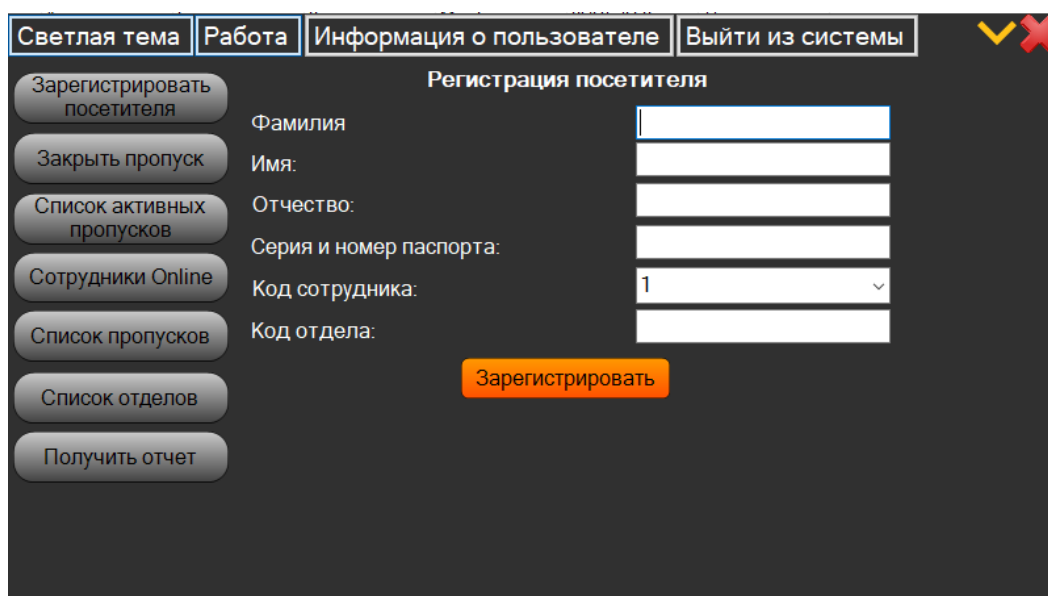 Светлая тема Работа Информация о пользователе Выйти из системы
Регистрация посетителя
Зарегистрировать
посетителя
Закрыть пропуск
Список активных
пропусков
Сотрудники Online
Список пропусков
Список отделов
Получить отчет
Фамилия
Имя:
Отчество:
Серия и номер паспорта:
Код сотрудника: 1
Код отдела:
Зарегистрировать